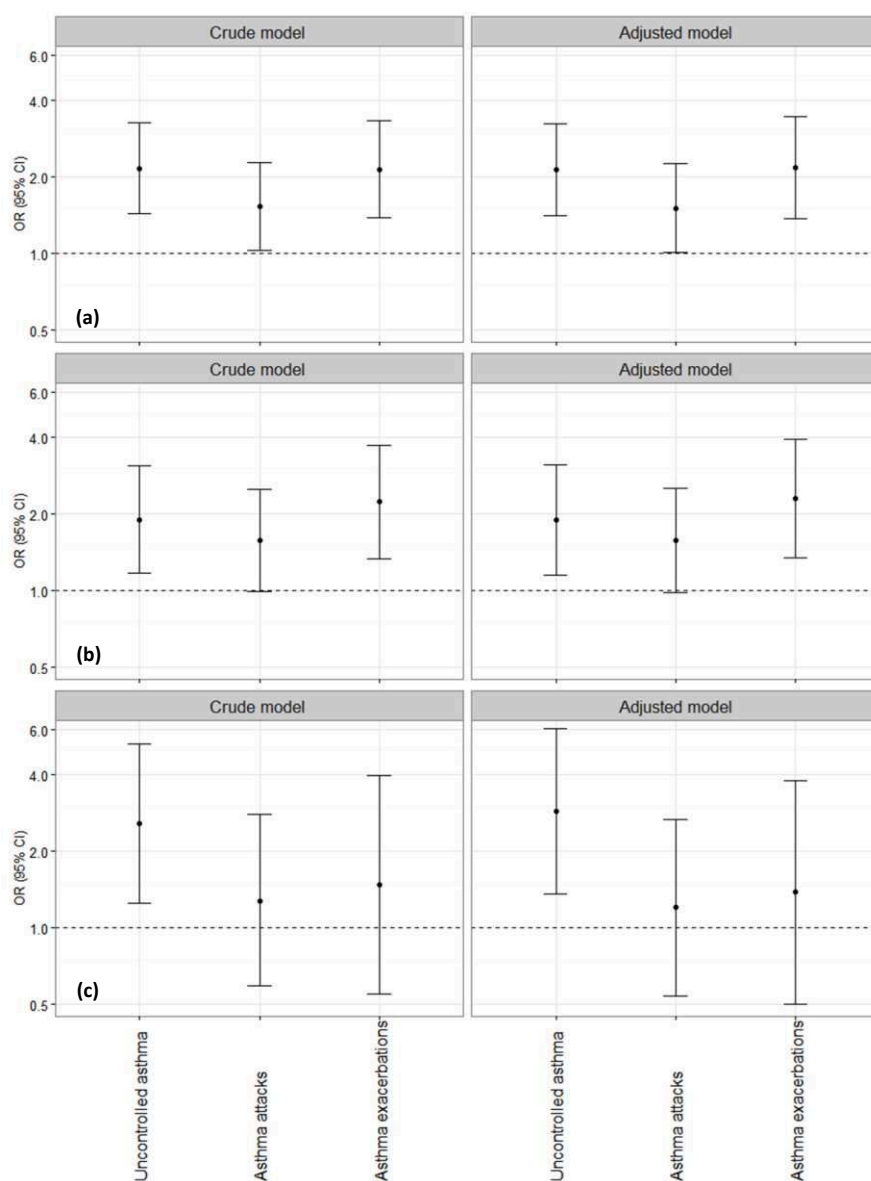 Crude model
Adjusted model
6.0
4.0
2.0
1.0
0.5
OR (95% CI)
(a)
Crude model
Adjusted model
6.0
4.0
2.0
1.0
0.5
OR (95% CI)
(b)
Crude model
Adjusted model
6.0
4.0
2.0
1.0
0.5
OR (95% CI)
(c)
Uncontrolled asthma
Asthma attacks
Asthma exacerbations
Uncontrolled asthma
Asthma attacks
Asthma exacerbations